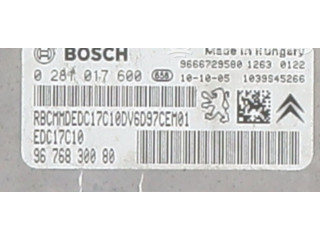 BOSCH
Made in Hungary
9666729580 1263 0122
0 281 017 600 658
10-10-05 1039S45266
RBCMMDEDC17C10DV6D97CEM01
EDC17C10
96 768 300 80